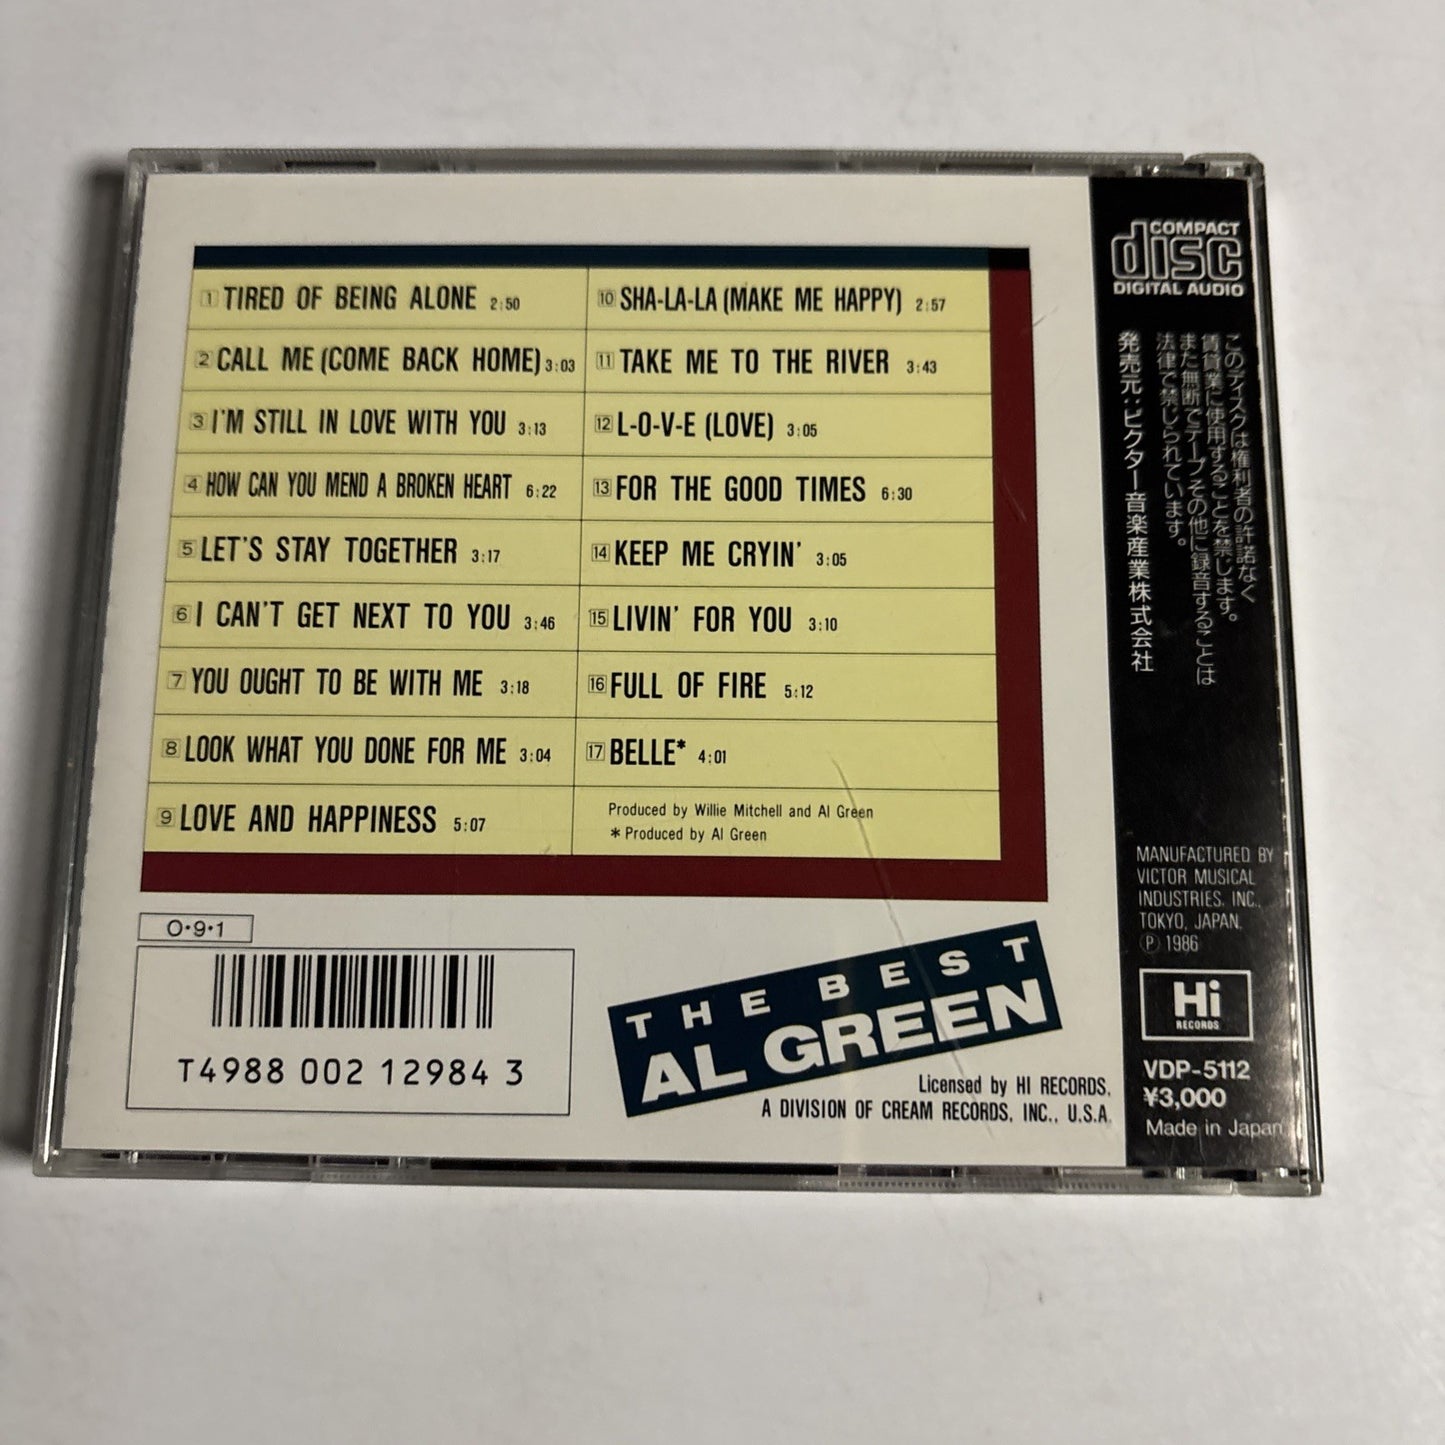 1 TIRED OF BEING ALONE 2:50
2 CALL ME (COME BACK HOME) 3:03
3 I'M STILL IN LOVE WITH YOU 3:13
4 HOW CAN YOU MEND A BROKEN HEART 6:22
5 LET'S STAY TOGETHER 3:17
6 I CAN'T GET NEXT TO YOU 3:46
7 YOU OUGHT TO BE WITH ME 3:18
8 LOOK WHAT YOU DONE FOR ME 3:04
9 LOVE AND HAPPINESS 5:07
10 SHA-LA-LA (MAKE ME HAPPY) 2:57
11 TAKE ME TO THE RIVER 3:43
12 L-O-V-E (LOVE) 3:05
13 FOR THE GOOD TIMES 6:30
14 KEEP ME CRYIN' 3:05
15 LIVIN' FOR YOU 3:10
16 FULL OF FIRE 5:12
17 BELLE* 4:01
Produced by Willie Mitchell and Al Green
* Produced by Al Green
O·9·1
T4988 002 12984 3
THE BEST
AL GREEN
Licensed by HI RECORDS,
A DIVISION OF CREAM RECORDS, INC., U.S.A.
COMPACT
disc
DIGITAL AUDIO
このディスクは権利者の許諾なく
賃貸業に使用することを禁じます。
また無断でテープその他に録音することは
法律で禁じられています。
発売元:ビクター音楽産業株式会社
MANUFACTURED BY
VICTOR MUSICAL
INDUSTRIES, INC.,
TOKYO, JAPAN.
Ⓟ 1986
Hi
RECORDS
VDP-5112
¥3,000
Made in Japan